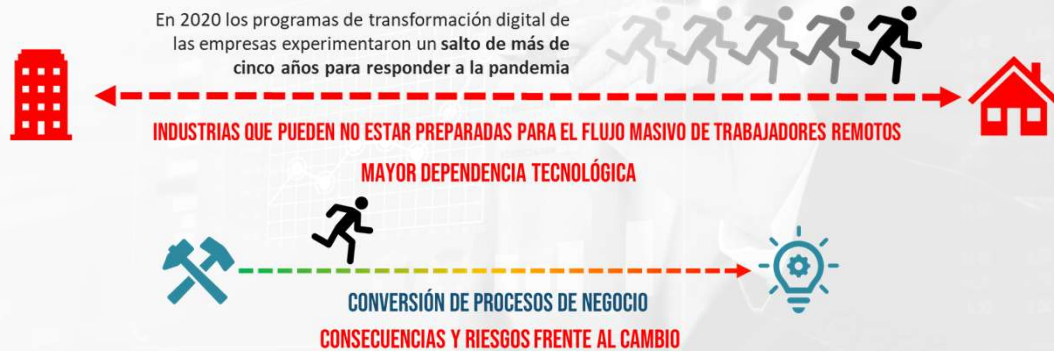 En 2020 los programas de transformación digital de
las empresas experimentaron un salto de más de
cinco años para responder a la pandemia
INDUSTRIAS QUE PUEDEN NO ESTAR PREPARADAS PARA EL FLUJO MASIVO DE TRABAJADORES REMOTOS
MAYOR DEPENDENCIA TECNOLÓGICA
CONVERSIÓN DE PROCESOS DE NEGOCIO
CONSECUENCIAS Y RIESGOS FRENTE AL CAMBIO